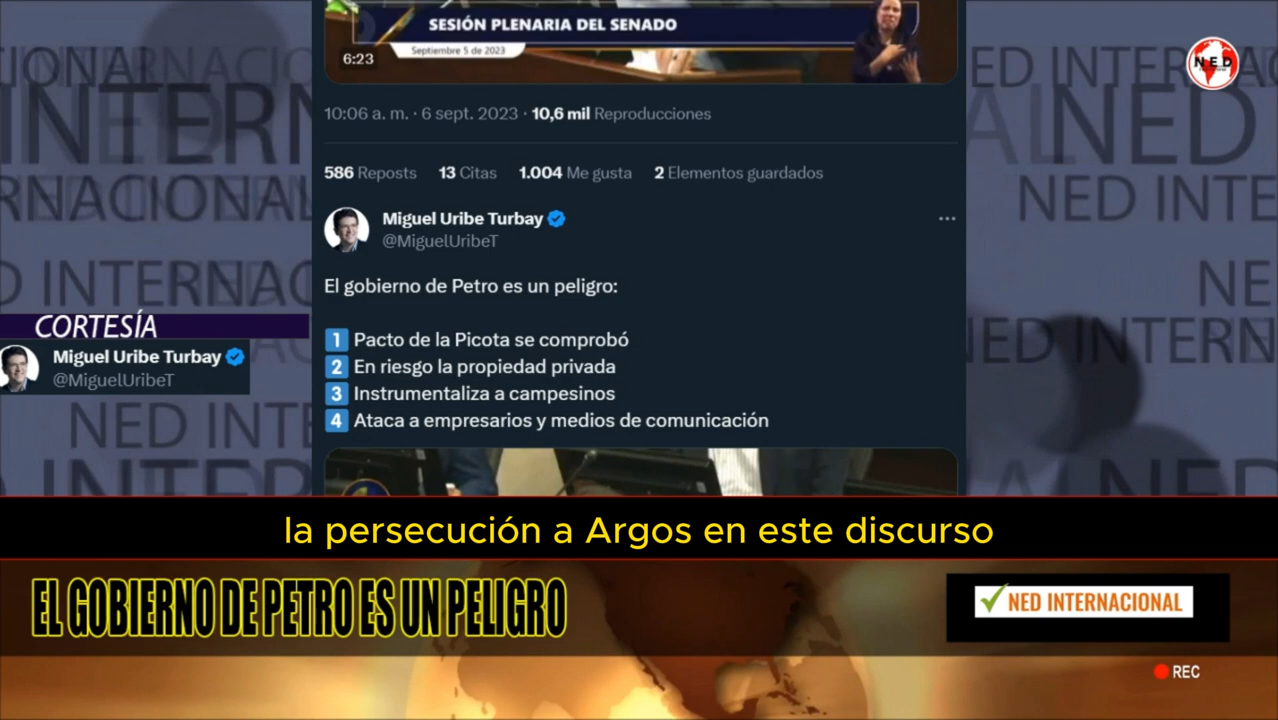 SESIÓN PLENARIA DEL SENADO
Septiembre 5 de 2023
6:23
NED
10:06 a. m. · 6 sept. 2023 · 10,6 mil Reproducciones
586 Reposts 13 Citas 1.004 Me gusta 2 Elementos guardados
Miguel Uribe Turbay
@MiguelUribeT
El gobierno de Petro es un peligro:
1 Pacto de la Picota se comprobó
2 En riesgo la propiedad privada
3 Instrumentaliza a campesinos
4 Ataca a empresarios y medios de comunicación
CORTESÍA
Miguel Uribe Turbay
@MiguelUribeT
la persecución a Argos en este discurso
EL GOBIERNO DE PETRO ES UN PELIGRO
NED INTERNACIONAL
REC